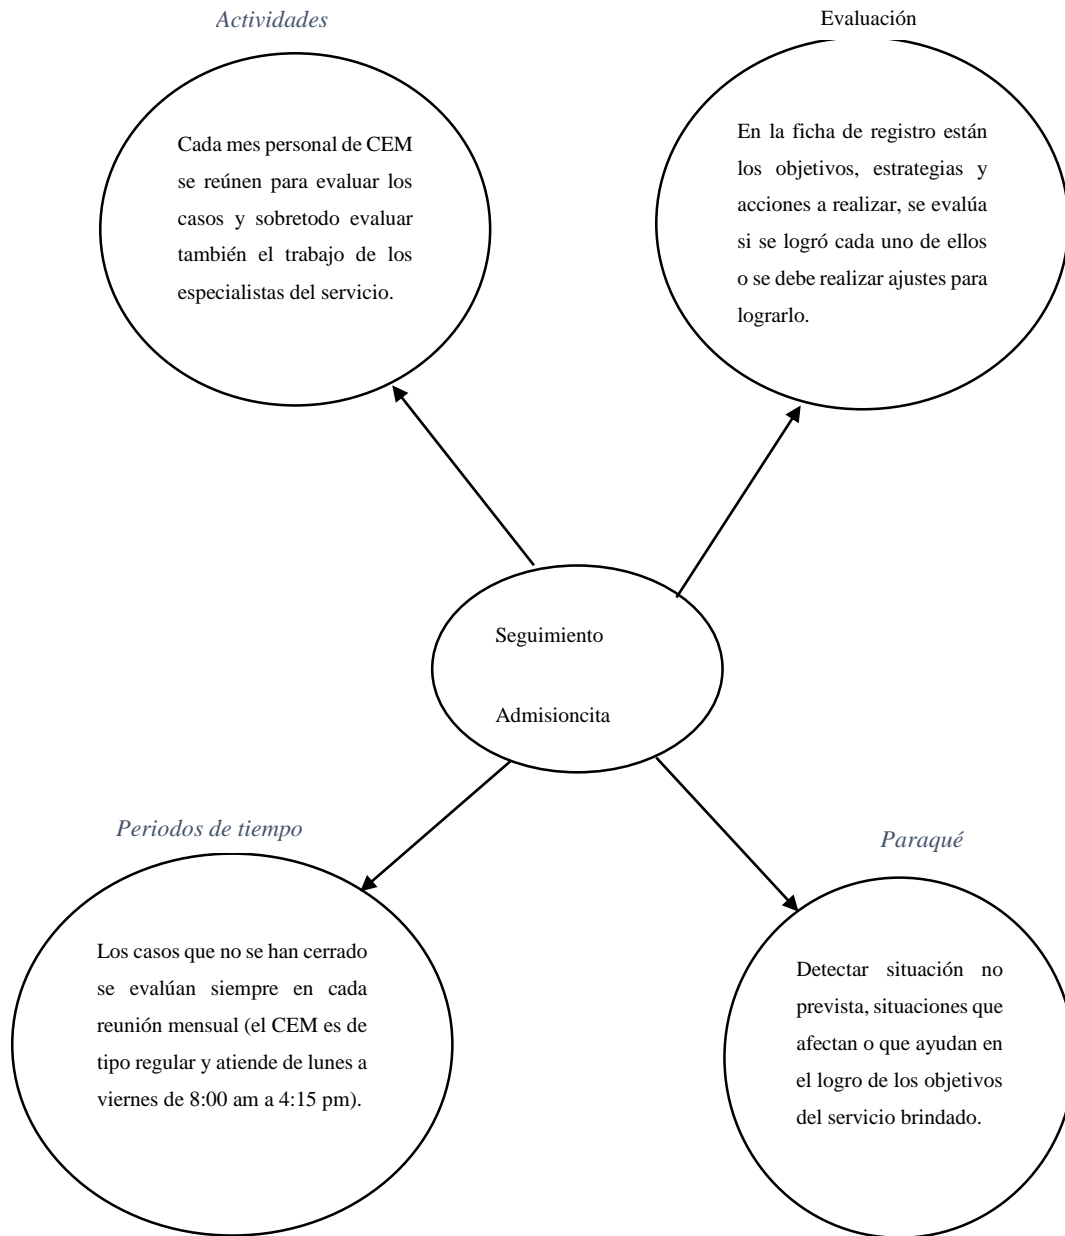 Actividades
Cada mes personal de CEM
se reúnen para evaluar los
casos y sobretodo evaluar
también el trabajo de los
especialistas del servicio.
Evaluación
En la ficha de registro están
los objetivos, estrategias y
acciones a realizar, se evalúa
si se logró cada uno de ellos
o se debe realizar ajustes para
lograrlo.
Seguimiento
Admisioncita
Periodos de tiempo
Los casos que no se han cerrado
se evalúan siempre en cada
reunión mensual (el CEM es de
tipo regular y atiende de lunes a
viernes de 8:00 am a 4:15 pm).
Paraqué
Detectar situación no
prevista, situaciones que
afectan o que ayudan en
el logro de los objetivos
del servicio brindado.